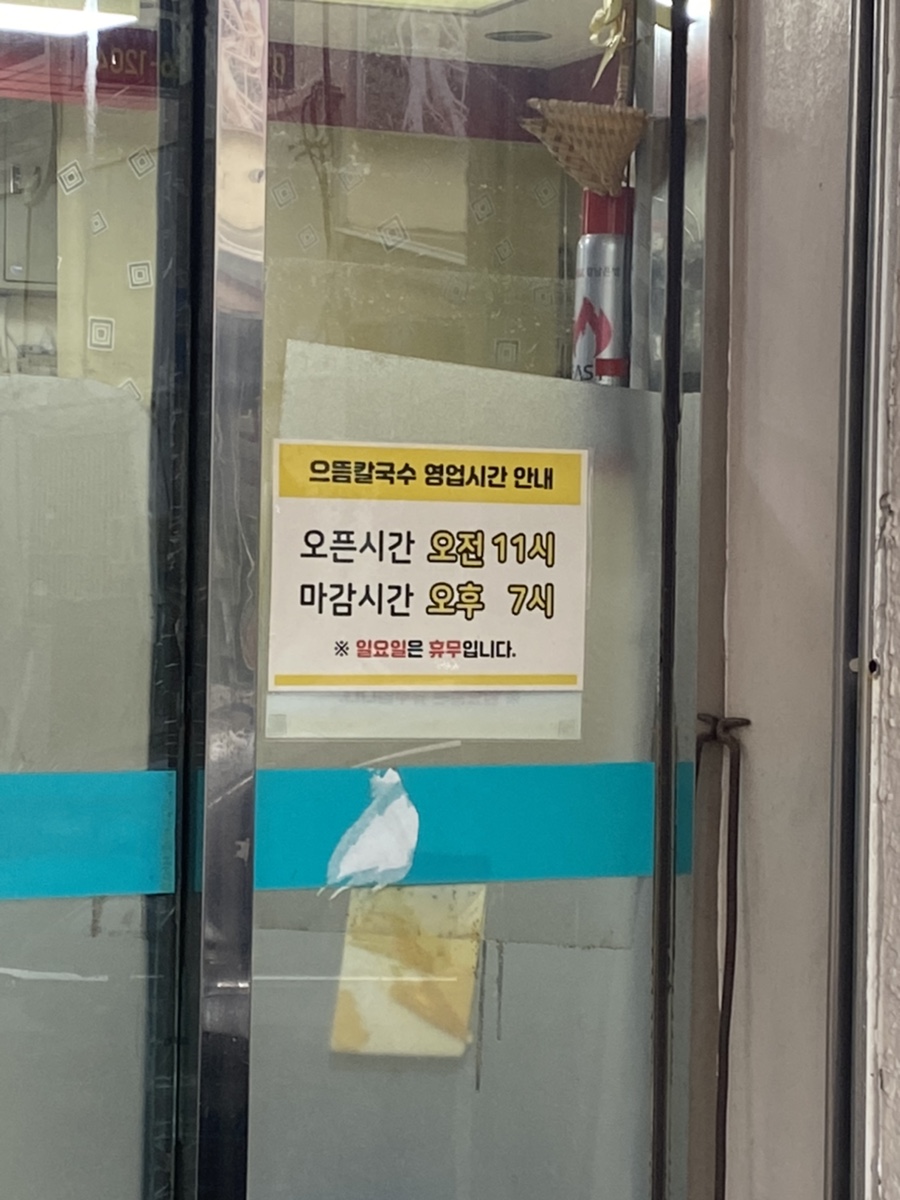 으뜸칼국수 영업시간 안내
오픈시간 오전 11시
마감시간 오후 7시
※ 일요일은 휴무입니다.